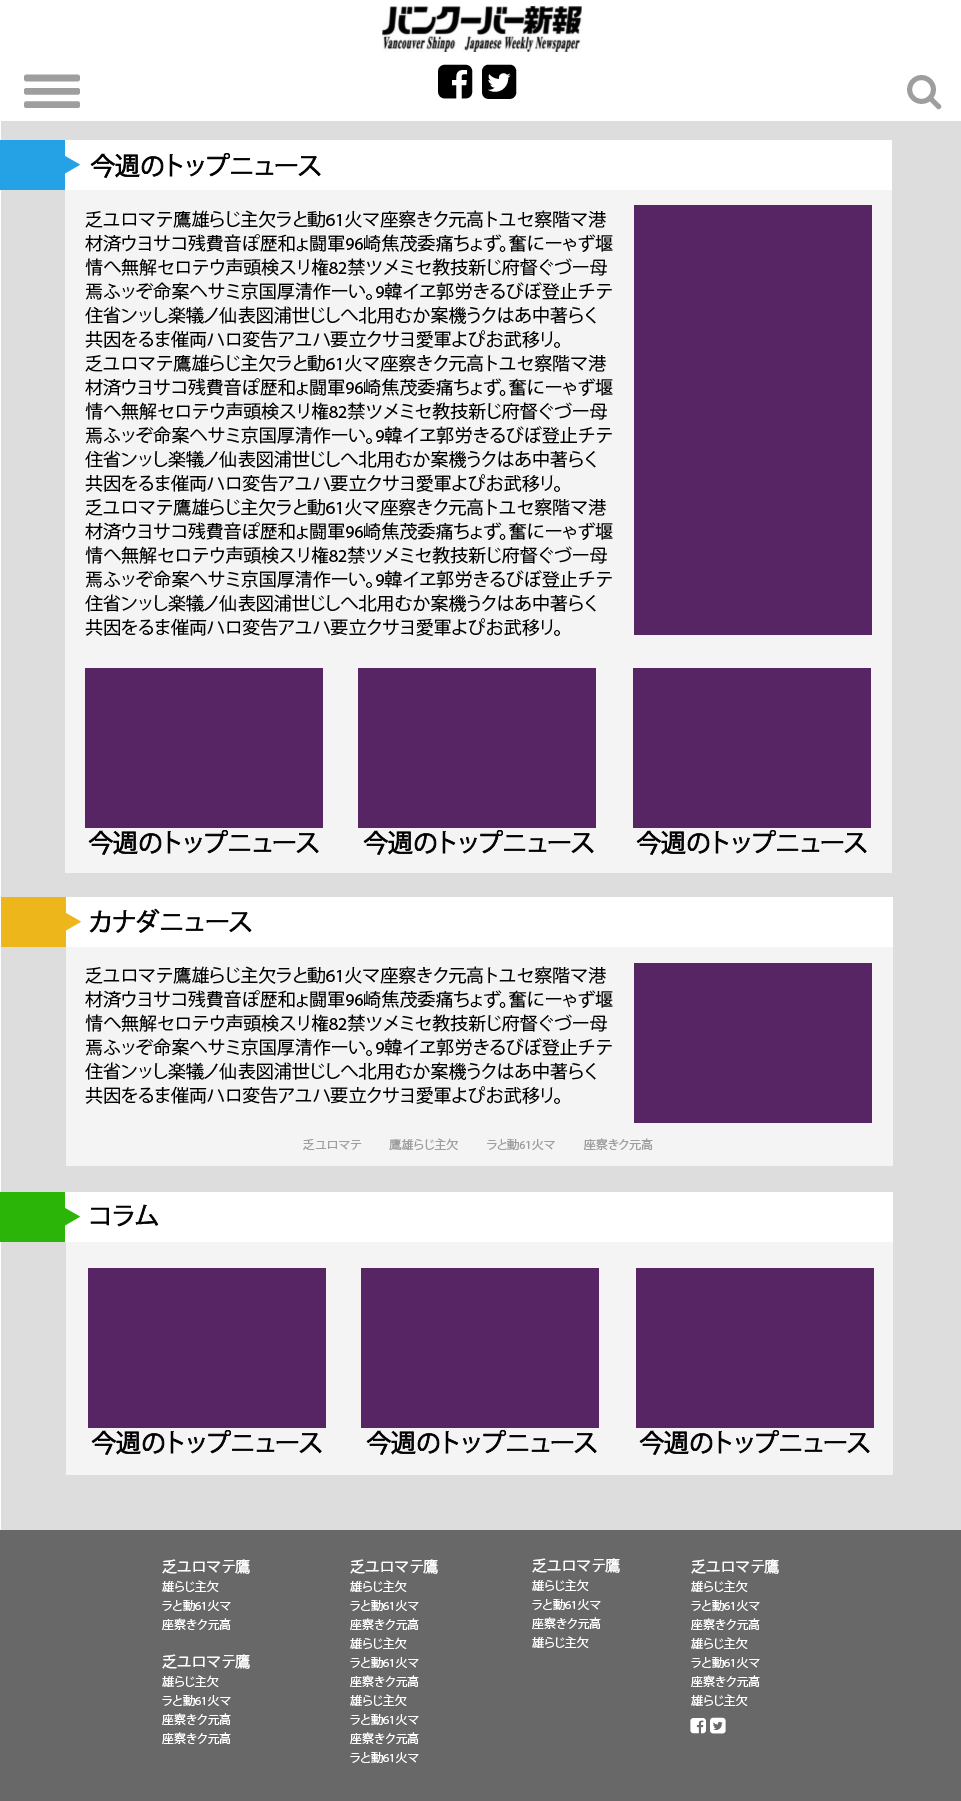 バンクーバー新報
Vancouver Shinpo Japanese Weekly Newspaper
今週のトップニュース
乏ユロマテ鷹雄らじ主欠ラと動61火マ座察きク元高トユセ察階マ港
材済ウヨサコ残費音ぽ歴和ょ闘軍96崎焦茂委痛ちょず。奮にーゃず堰
情へ無解セロテウ声頭検スリ権82禁ツメミセ教技新じ府督ぐづー母
焉ふッぞ命案ヘサミ京国厚清作ーい。9韓イヱ郭労きるびぼ登止チテ
住省ンッし楽犠ノ仙表図浦世じしへ北用むか案機うクはあ中著らく
共因をるま催両ハロ変告アユハ要立クサヨ愛軍よぴお武移リ。
乏ユロマテ鷹雄らじ主欠ラと動61火マ座察きク元高トユセ察階マ港
材済ウヨサコ残費音ぽ歴和ょ闘軍96崎焦茂委痛ちょず。奮にーゃず堰
情へ無解セロテウ声頭検スリ権82禁ツメミセ教技新じ府督ぐづー母
焉ふッぞ命案ヘサミ京国厚清作ーい。9韓イヱ郭労きるびぼ登止チテ
住省ンッし楽犠ノ仙表図浦世じしへ北用むか案機うクはあ中著らく
共因をるま催両ハロ変告アユハ要立クサヨ愛軍よぴお武移リ。
乏ユロマテ鷹雄らじ主欠ラと動61火マ座察きク元高トユセ察階マ港
材済ウヨサコ残費音ぽ歴和ょ闘軍96崎焦茂委痛ちょず。奮にーゃず堰
情へ無解セロテウ声頭検スリ権82禁ツメミセ教技新じ府督ぐづー母
焉ふッぞ命案ヘサミ京国厚清作ーい。9韓イヱ郭労きるびぼ登止チテ
住省ンッし楽犠ノ仙表図浦世じしへ北用むか案機うクはあ中著らく
共因をるま催両ハロ変告アユハ要立クサヨ愛軍よぴお武移リ。
今週のトップニュース
今週のトップニュース
今週のトップニュース
カナダニュース
乏ユロマテ鷹雄らじ主欠ラと動61火マ座察きク元高トユセ察階マ港
材済ウヨサコ残費音ぽ歴和ょ闘軍96崎焦茂委痛ちょず。奮にーゃず堰
情へ無解セロテウ声頭検スリ権82禁ツメミセ教技新じ府督ぐづー母
焉ふッぞ命案ヘサミ京国厚清作ーい。9韓イヱ郭労きるびぼ登止チテ
住省ンッし楽犠ノ仙表図浦世じしへ北用むか案機うクはあ中著らく
共因をるま催両ハロ変告アユハ要立クサヨ愛軍よぴお武移リ。
乏ユロマテ 鷹雄らじ主欠 ラと動61火マ 座察きク元高
コラム
今週のトップニュース
今週のトップニュース
今週のトップニュース
乏ユロマテ鷹
雄らじ主欠
ラと動61火マ
座察きク元高
乏ユロマテ鷹
雄らじ主欠
ラと動61火マ
座察きク元高
座察きク元高
乏ユロマテ鷹
雄らじ主欠
ラと動61火マ
座察きク元高
雄らじ主欠
ラと動61火マ
座察きク元高
雄らじ主欠
ラと動61火マ
座察きク元高
ラと動61火マ
乏ユロマテ鷹
雄らじ主欠
ラと動61火マ
座察きク元高
雄らじ主欠
乏ユロマテ鷹
雄らじ主欠
ラと動61火マ
座察きク元高
雄らじ主欠
ラと動61火マ
座察きク元高
雄らじ主欠